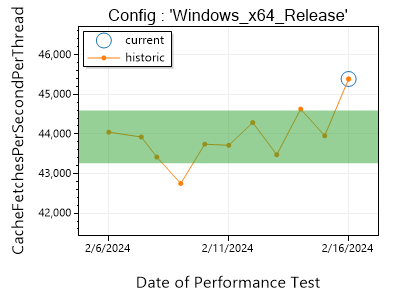 Config : 'Windows_x64_Release'
current
historic
CacheFetchesPerSecondPerThread
46,000
45,000
44,000
43,000
42,000
2/6/2024
2/11/2024
2/16/2024
Date of Performance Test